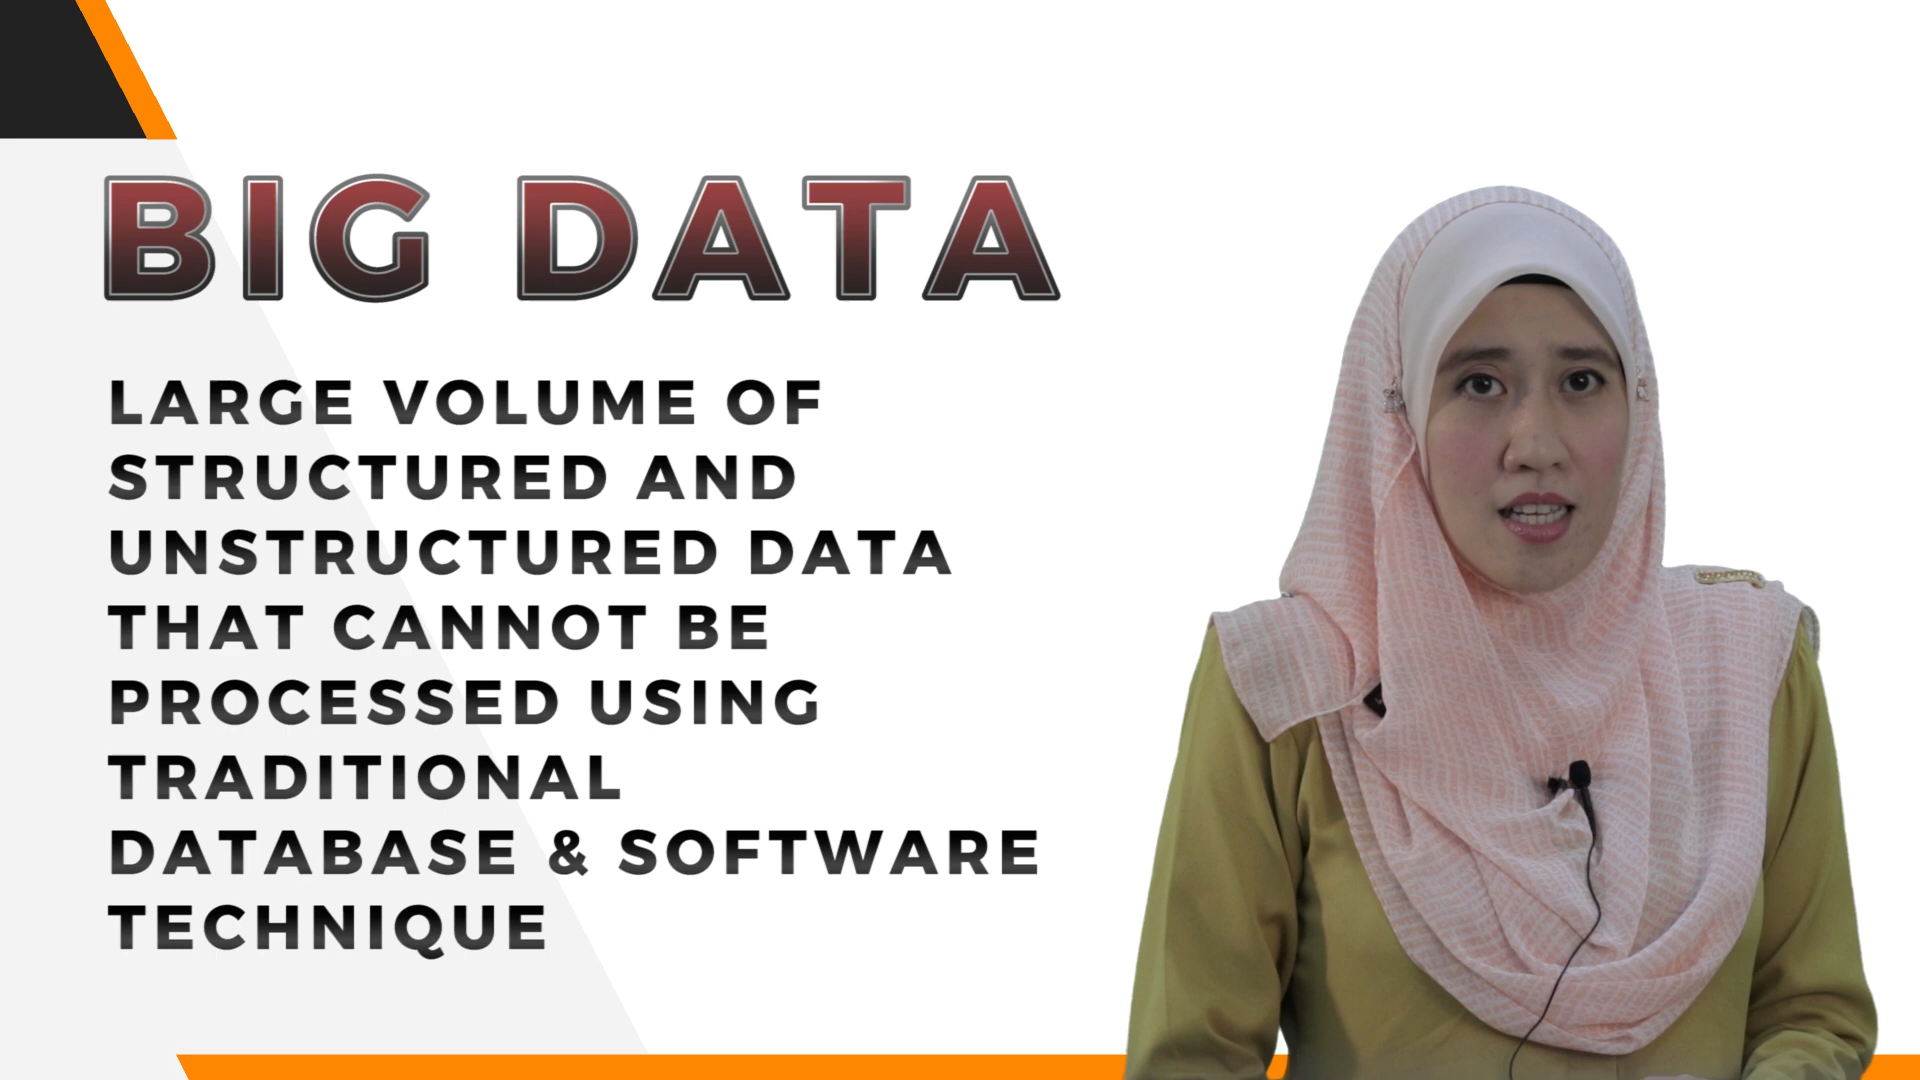 BIG DATA
LARGE VOLUME OF
STRUCTURED AND
UNSTRUCTURED DATA
THAT CANNOT BE
PROCESSED USING
TRADITIONAL
DATABASE & SOFTWARE
TECHNIQUE